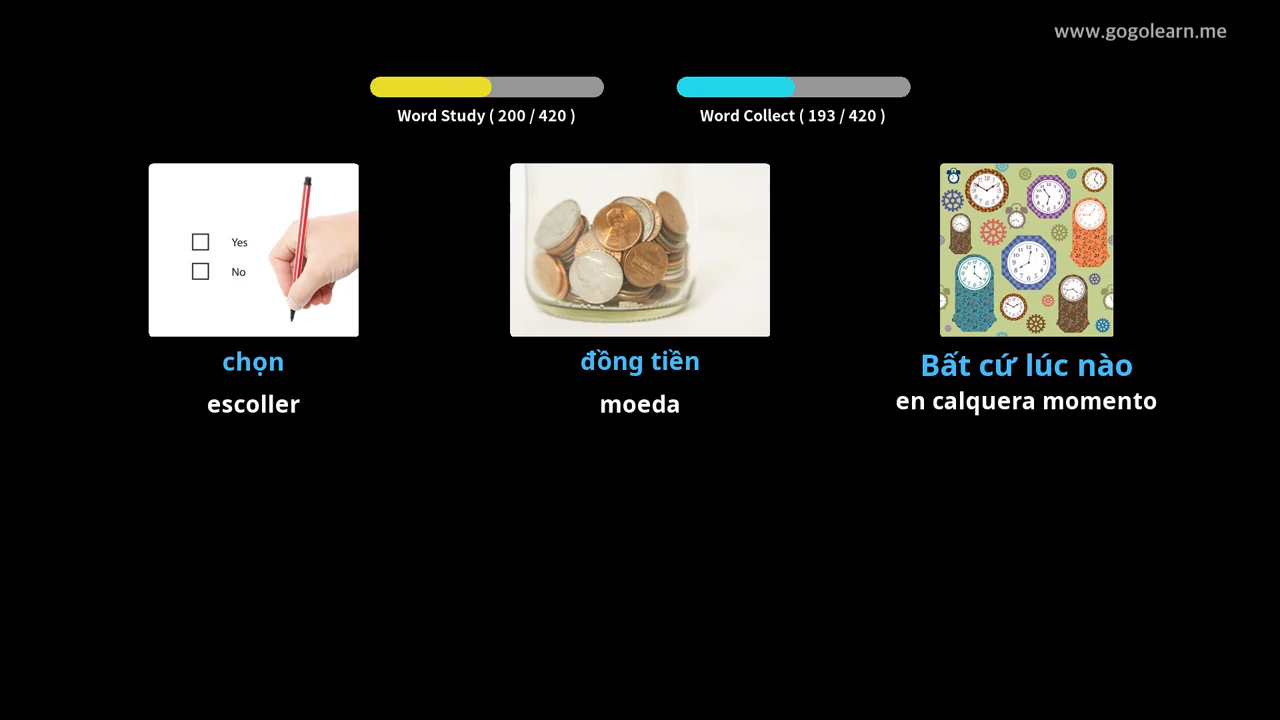 www.gogolearn.me
Word Study ( 200 / 420 )
Word Collect ( 193 / 420 )
Yes
No
chọn
đồng tiền
Bất cứ lúc nào
escoller
moeda
en calquera momento